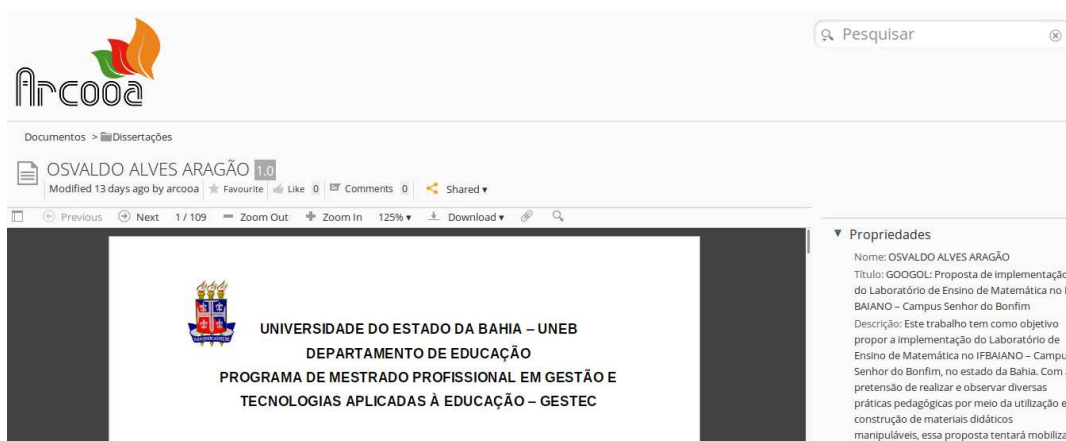 Arcooa
Pesquisar
Documentos > Dissertações
OSVALDO ALVES ARAGÃO 1.0
Modified 13 days ago by arcooa Favourite Like 0 Comments 0 Shared ▾
Previous Next 1 / 109 Zoom Out Zoom In 125% ▾ Download ▾
UNIVERSIDADE DO ESTADO DA BAHIA – UNEB
DEPARTAMENTO DE EDUCAÇÃO
PROGRAMA DE MESTRADO PROFISSIONAL EM GESTÃO E
TECNOLOGIAS APLICADAS À EDUCAÇÃO – GESTEC
Propriedades
Nome: OSVALDO ALVES ARAGÃO
Título: GOOGOL: Proposta de implementação
do Laboratório de Ensino de Matemática no
BAIANO – Campus Senhor do Bonfim
Descrição: Este trabalho tem como objetivo
propor a implementação do Laboratório de
Ensino de Matemática no IFBAIANO – Campu
Senhor do Bonfim, no estado da Bahia. Com
pretensão de realizar e observar diversas
práticas pedagógicas por meio da utilização e
construção de materiais didáticos
manipuláveis, essa proposta tentará mobiliza